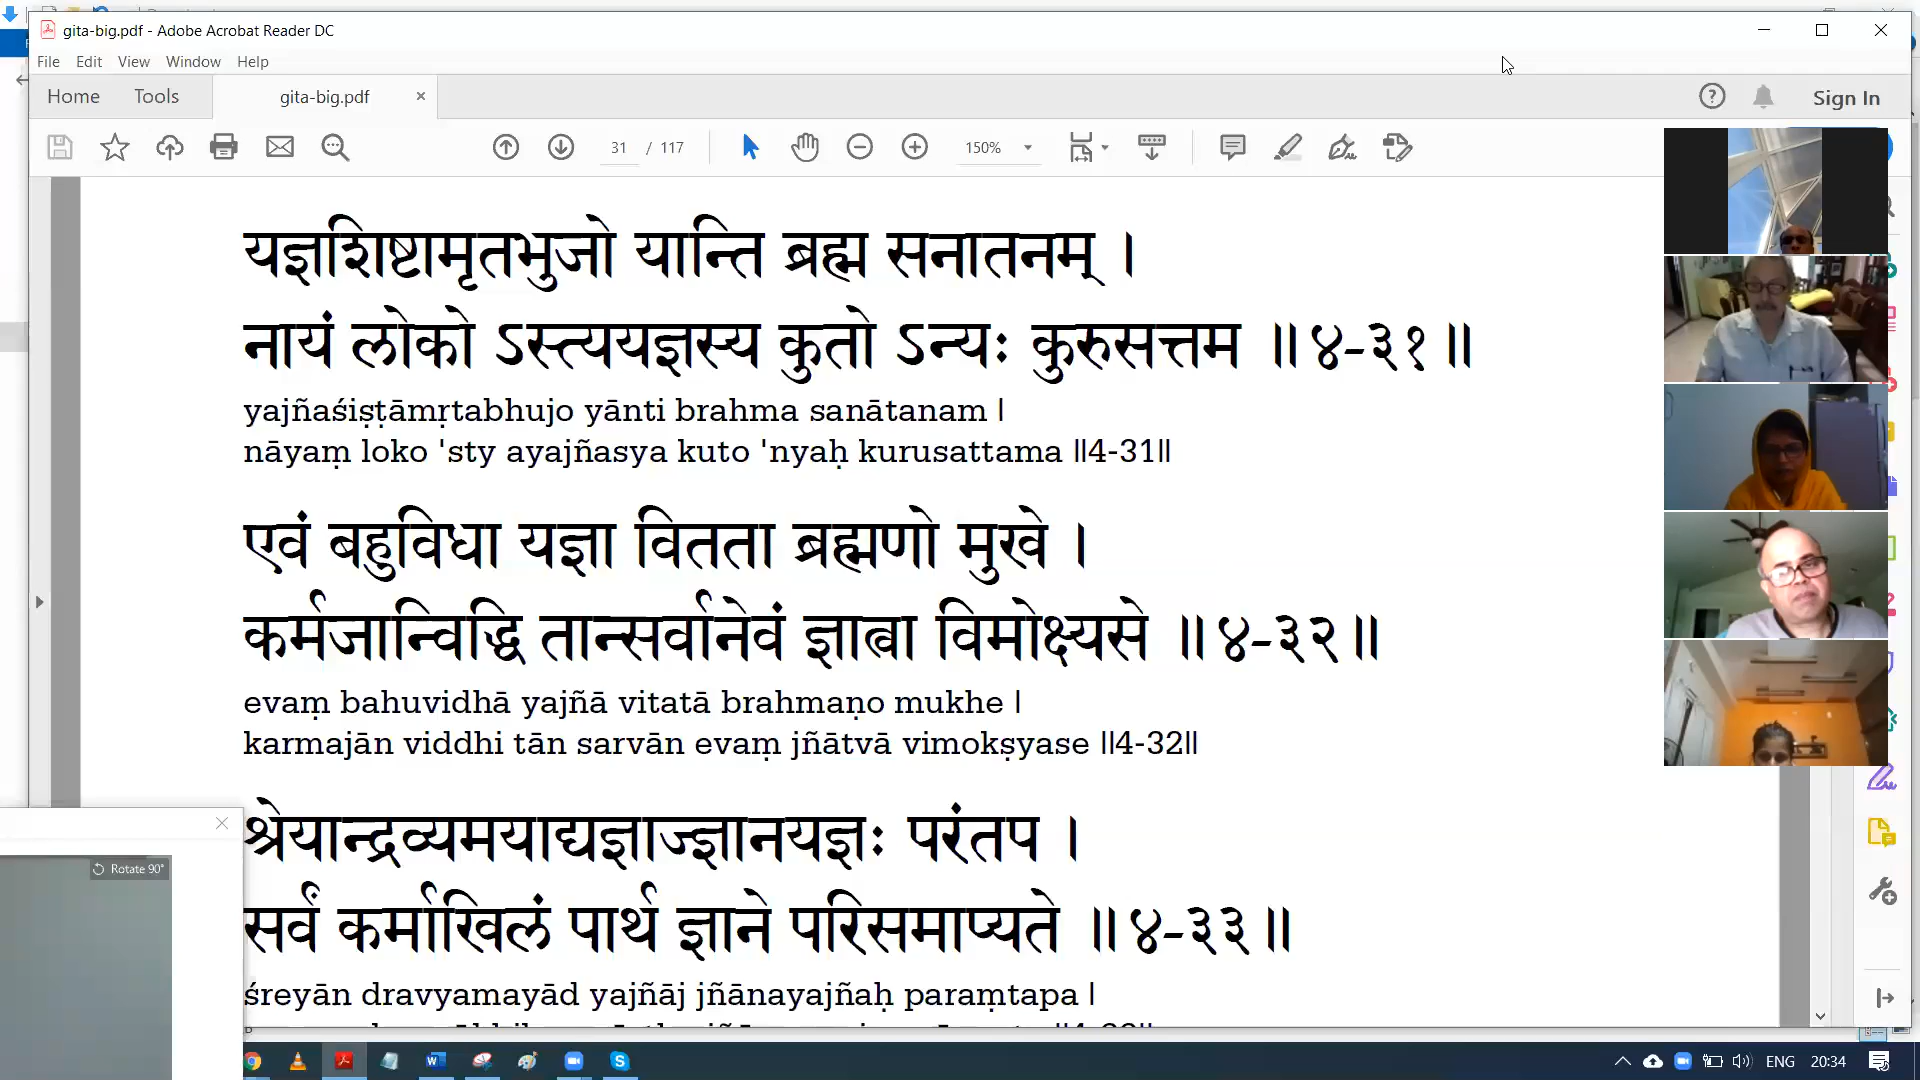 gita-big.pdf - Adobe Acrobat Reader DC
File Edit View Window Help
Home Tools gita-big.pdf Sign In
31 / 117 150%
यज्ञशिष्टामृतभुजो यान्ति ब्रह्म सनातनम् ।
नायं लोको ऽस्त्ययज्ञस्य कुतो ऽन्यः कुरुसत्तम ॥४-३१॥
yajñaśiṣṭāmṛtabhujo yānti brahma sanātanam |
nāyaṃ loko 'sty ayajñasya kuto 'nyaḥ kurusattama ||4-31||
एवं बहुविधा यज्ञा वितता ब्रह्मणो मुखे ।
कर्मजान्विद्धि तान्सर्वानेवं ज्ञात्वा विमोक्ष्यसे ॥४-३२॥
evaṃ bahuvidhā yajñā vitatā brahmaṇo mukhe |
karmajān viddhi tān sarvān evaṃ jñātvā vimokṣyase ||4-32||
श्रेयान्द्रव्यमयाद्यज्ञाज्ज्ञानयज्ञः परंतप ।
Rotate 90°
सर्वं कर्माखिलं पार्थ ज्ञाने परिसमाप्यते ॥४-३३॥
śreyān dravyamayād yajñāj jñānayajñaḥ paraṃtapa |
ENG 20:34